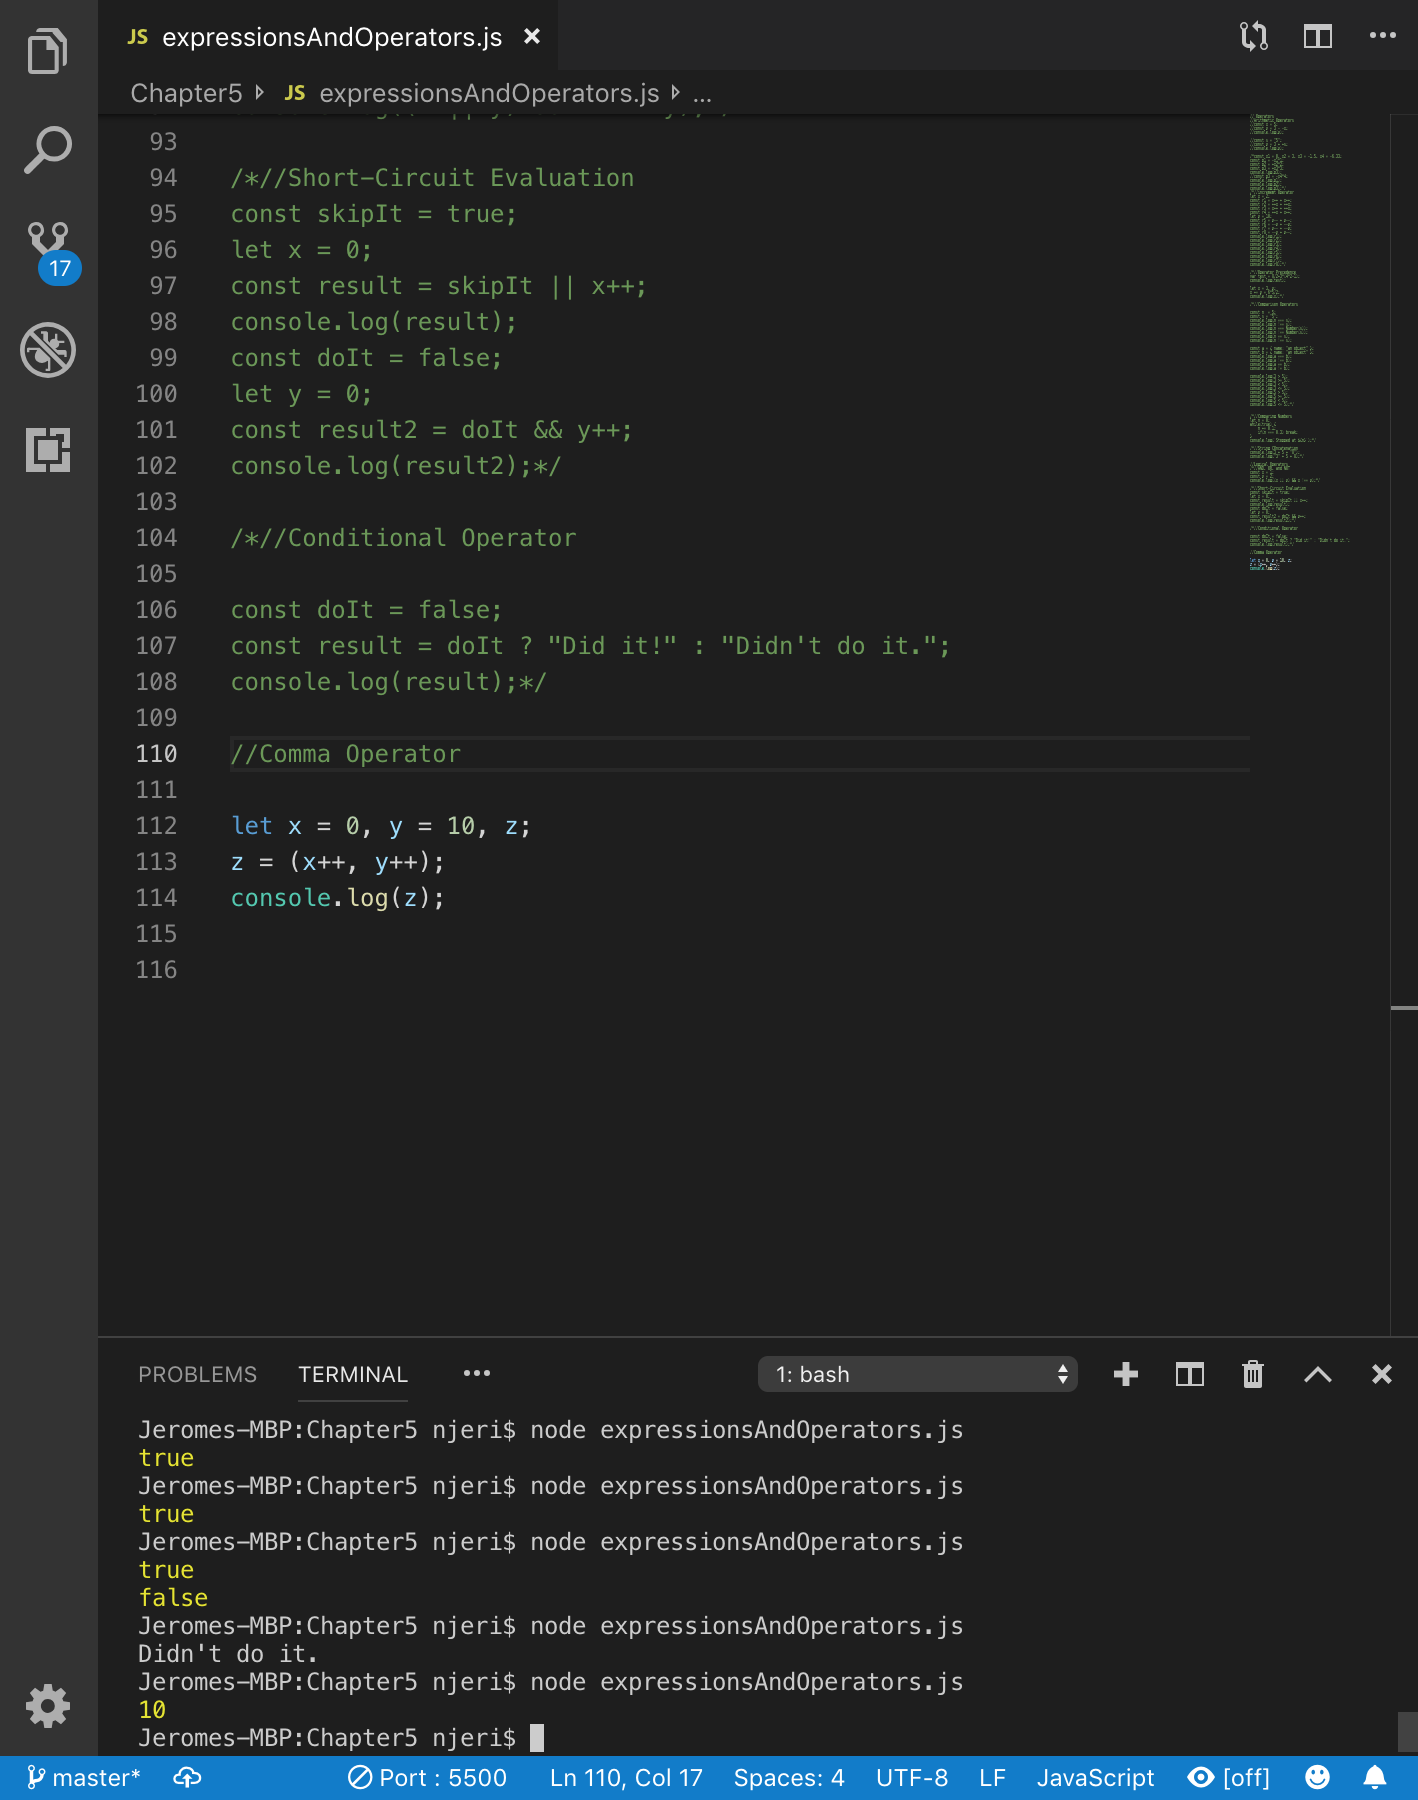 JS expressionsAndOperators.js ×
Chapter5 JS expressionsAndOperators.js ...
93
94 /*//Short-Circuit Evaluation
95 const skipIt = true;
96 let x = 0;
97 const result = skipIt || x++;
98 console.log(result);
99 const doIt = false;
100 let y = 0;
101 const result2 = doIt && y++;
102 console.log(result2);*/
103
104 /*//Conditional Operator
105
106 const doIt = false;
107 const result = doIt ? "Did it!" : "Didn't do it.";
108 console.log(result);*/
109
110 //Comma Operator
111
112 let x = 0, y = 10, z;
113 z = (x++, y++);
114 console.log(z);
115
116
17
PROBLEMS TERMINAL ... 1: bash
Jeromes-MBP:Chapter5 njeri$ node expressionsAndOperators.js
true
Jeromes-MBP:Chapter5 njeri$ node expressionsAndOperators.js
true
Jeromes-MBP:Chapter5 njeri$ node expressionsAndOperators.js
true
false
Jeromes-MBP:Chapter5 njeri$ node expressionsAndOperators.js
Didn't do it.
Jeromes-MBP:Chapter5 njeri$ node expressionsAndOperators.js
10
Jeromes-MBP:Chapter5 njeri$
master* Port : 5500 Ln 110, Col 17 Spaces: 4 UTF-8 LF JavaScript [off]